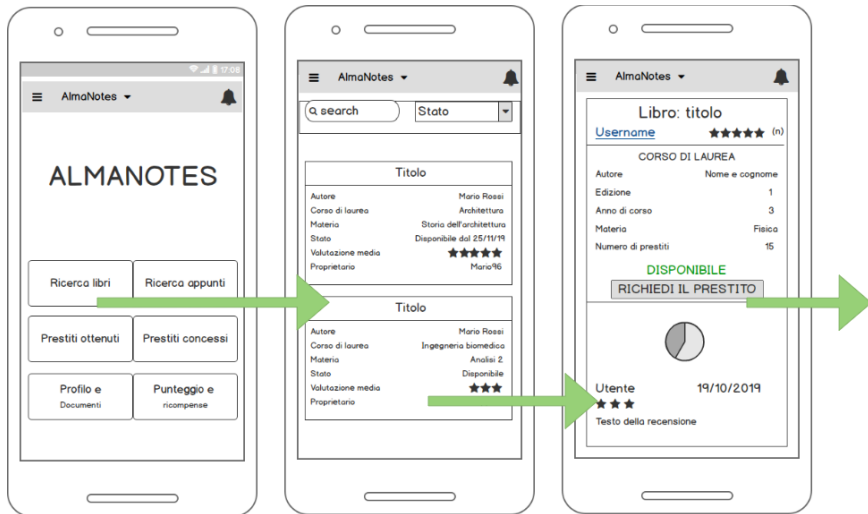 17:08
AlmaNotes
ALMANOTES
Ricerca libri
Ricerca appunti
Prestiti ottenuti
Prestiti concessi
Profilo e
Documenti
Punteggio e
ricompense
AlmaNotes
search
Stato
Titolo
Autore Mario Rossi
Corso di laurea Architettura
Materia Storia dell'architettura
Stato Disponibile dal 25/11/19
Valutazione media
Proprietario Mario96
Titolo
Autore Mario Rossi
Corso di laurea Ingegneria biomedica
Materia Analisi 2
Stato Disponibile
Valutazione media
Proprietario
AlmaNotes
Libro: titolo
Username (n)
CORSO DI LAUREA
Autore Nome e cognome
Edizione 1
Anno di corso 3
Materia Fisica
Numero di prestiti 15
DISPONIBILE
RICHIEDI IL PRESTITO
Utente 19/10/2019
Testo della recensione